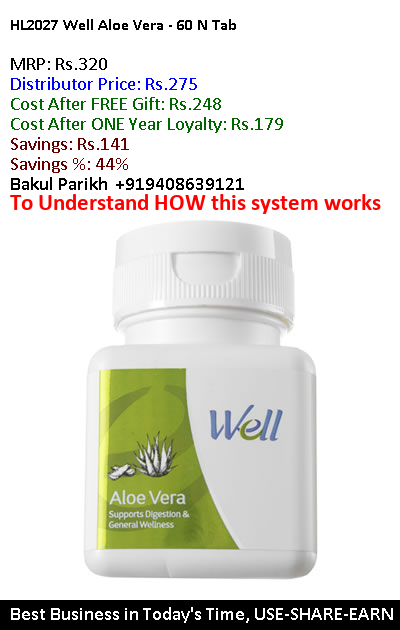 HL2027 Well Aloe Vera - 60 N Tab
MRP: Rs.320
Distributor Price: Rs.275
Cost After FREE Gift: Rs.248
Cost After ONE Year Loyalty: Rs.179
Savings: Rs.141
Savings %: 44%
Bakul Parikh +919408639121
To Understand HOW this system works
Well
Aloe Vera
Supports Digestion &
General Wellness
Best Business in Today's Time, USE-SHARE-EARN